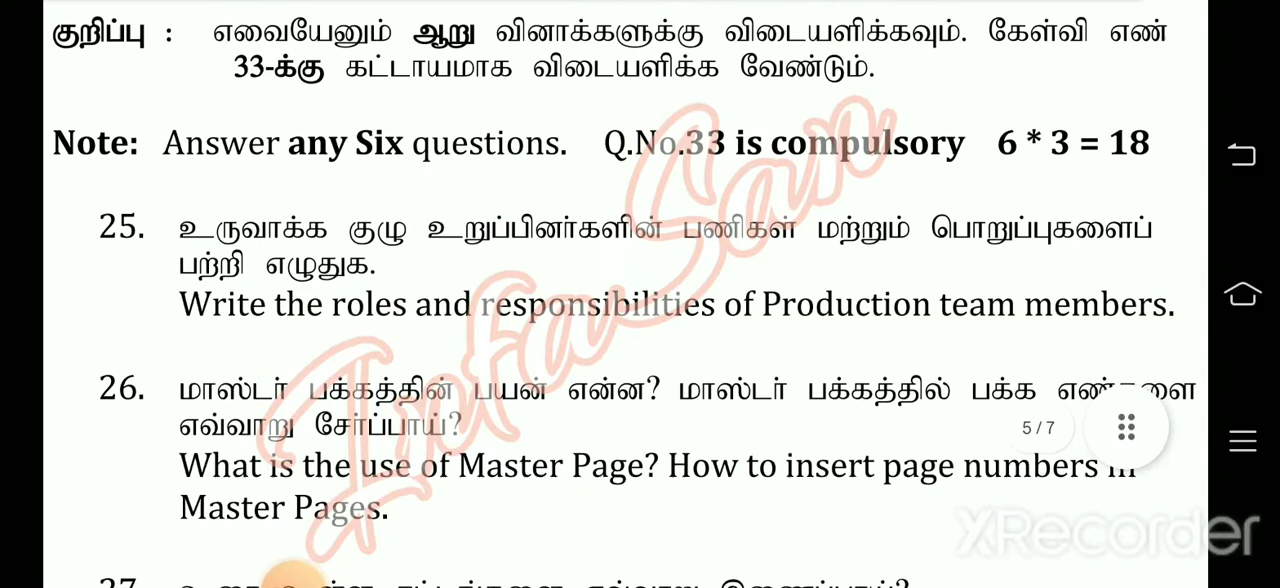 குறிப்பு : எவையேனும் ஆறு வினாக்களுக்கு விடையளிக்கவும். கேள்வி எண்
33-க்கு கட்டாயமாக விடையளிக்க வேண்டும்.
Note: Answer any Six questions. Q.No.33 is compulsory 6 * 3 = 18
25. உருவாக்க குழு உறுப்பினர்களின் பணிகள் மற்றும் பொறுப்புகளைப்
பற்றி எழுதுக.
Write the roles and responsibilities of Production team members.
26. மாஸ்டர் பக்கத்தின் பயன் என்ன? மாஸ்டர் பக்கத்தில் பக்க
எவ்வாறு சேர்ப்பாய்?
5/7
What is the use of Master Page? How to insert page numbers in
Master Pages.
InfaSan
XRecorder
27.